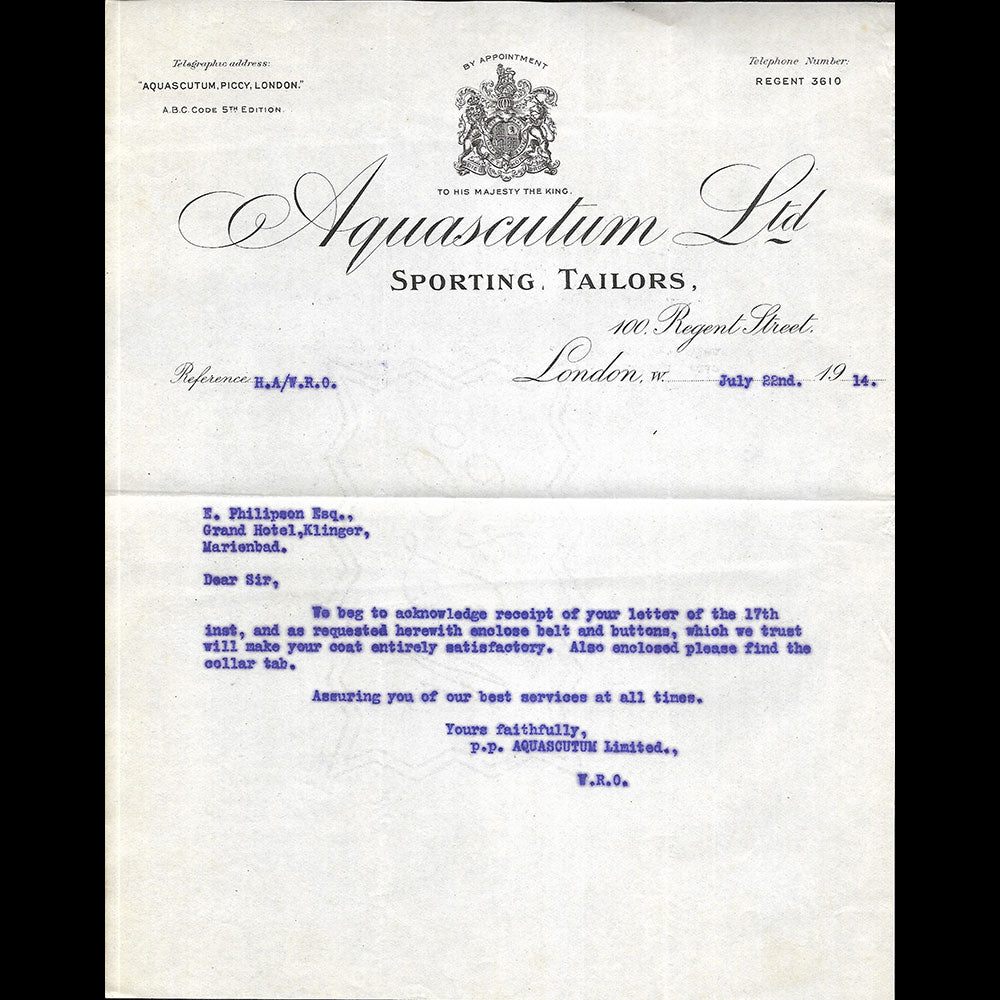 Telegraphic address:
"AQUASCUTUM, PICCY, LONDON."
A.B.C. CODE 5TH EDITION.
BY APPOINTMENT
TO HIS MAJESTY THE KING.
Telephone Number:
REGENT 3610
Aquascutum Ltd
SPORTING. TAILORS,
100, Regent Street.
Reference H.A/W.R.O.
London, W. July 22nd. 19 14.
E. Philipson Esq.,
Grand Hotel,Klinger,
Marienbad.
Dear Sir,
We beg to acknowledge receipt of your letter of the 17th
inst, and as requested herewith enclose belt and buttons, which we trust
will make your coat entirely satisfactory. Also enclosed please find the
collar tab.
Assuring you of our best services at all times.
Yours faithfully,
p.p. AQUASCUTUM Limited.,
W.R.O.